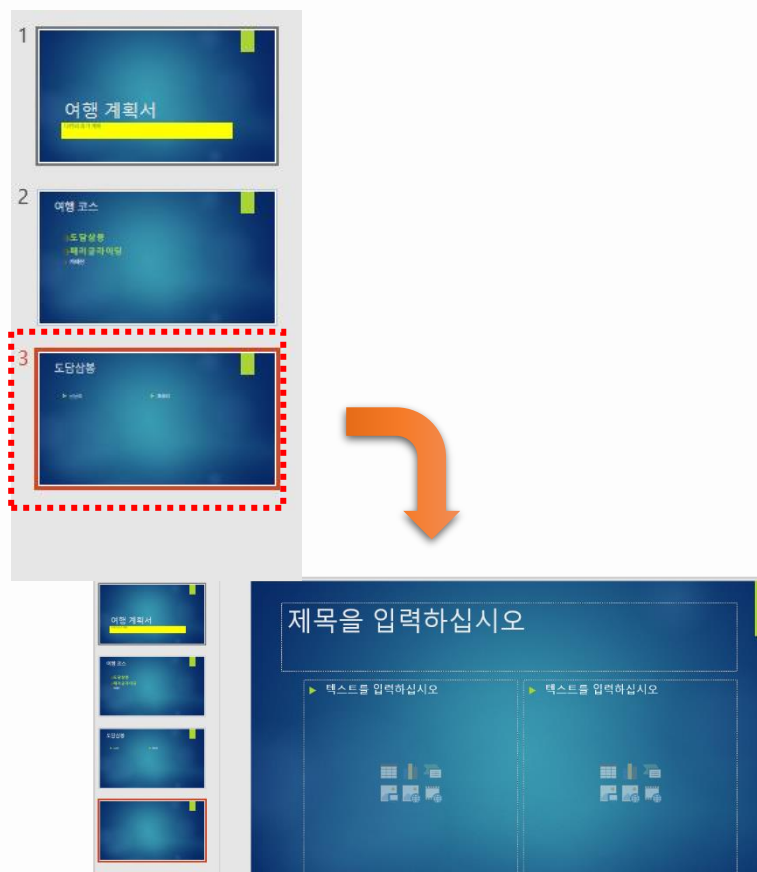 1
여행 계획서
2
여행 코스
도담삼봉
패러글라이딩
3
도담삼봉
여행 계획서
여행 코스
도담삼봉
제목을 입력하십시오
텍스트를 입력하십시오
텍스트를 입력하십시오